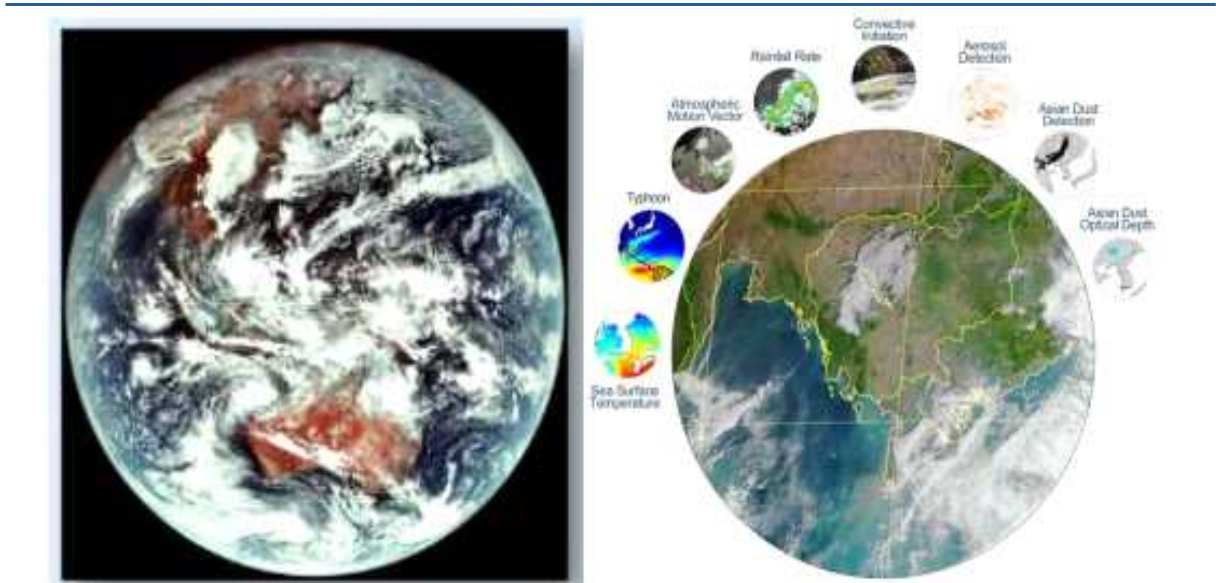 Convective
Initiation
Rainfall Rate
Aerosol
Detection
Atmospheric
Motion Vector
Asian Dust
Detection
Typhoon
Asian Dust
Optical Depth
Sea Surface
Temperature